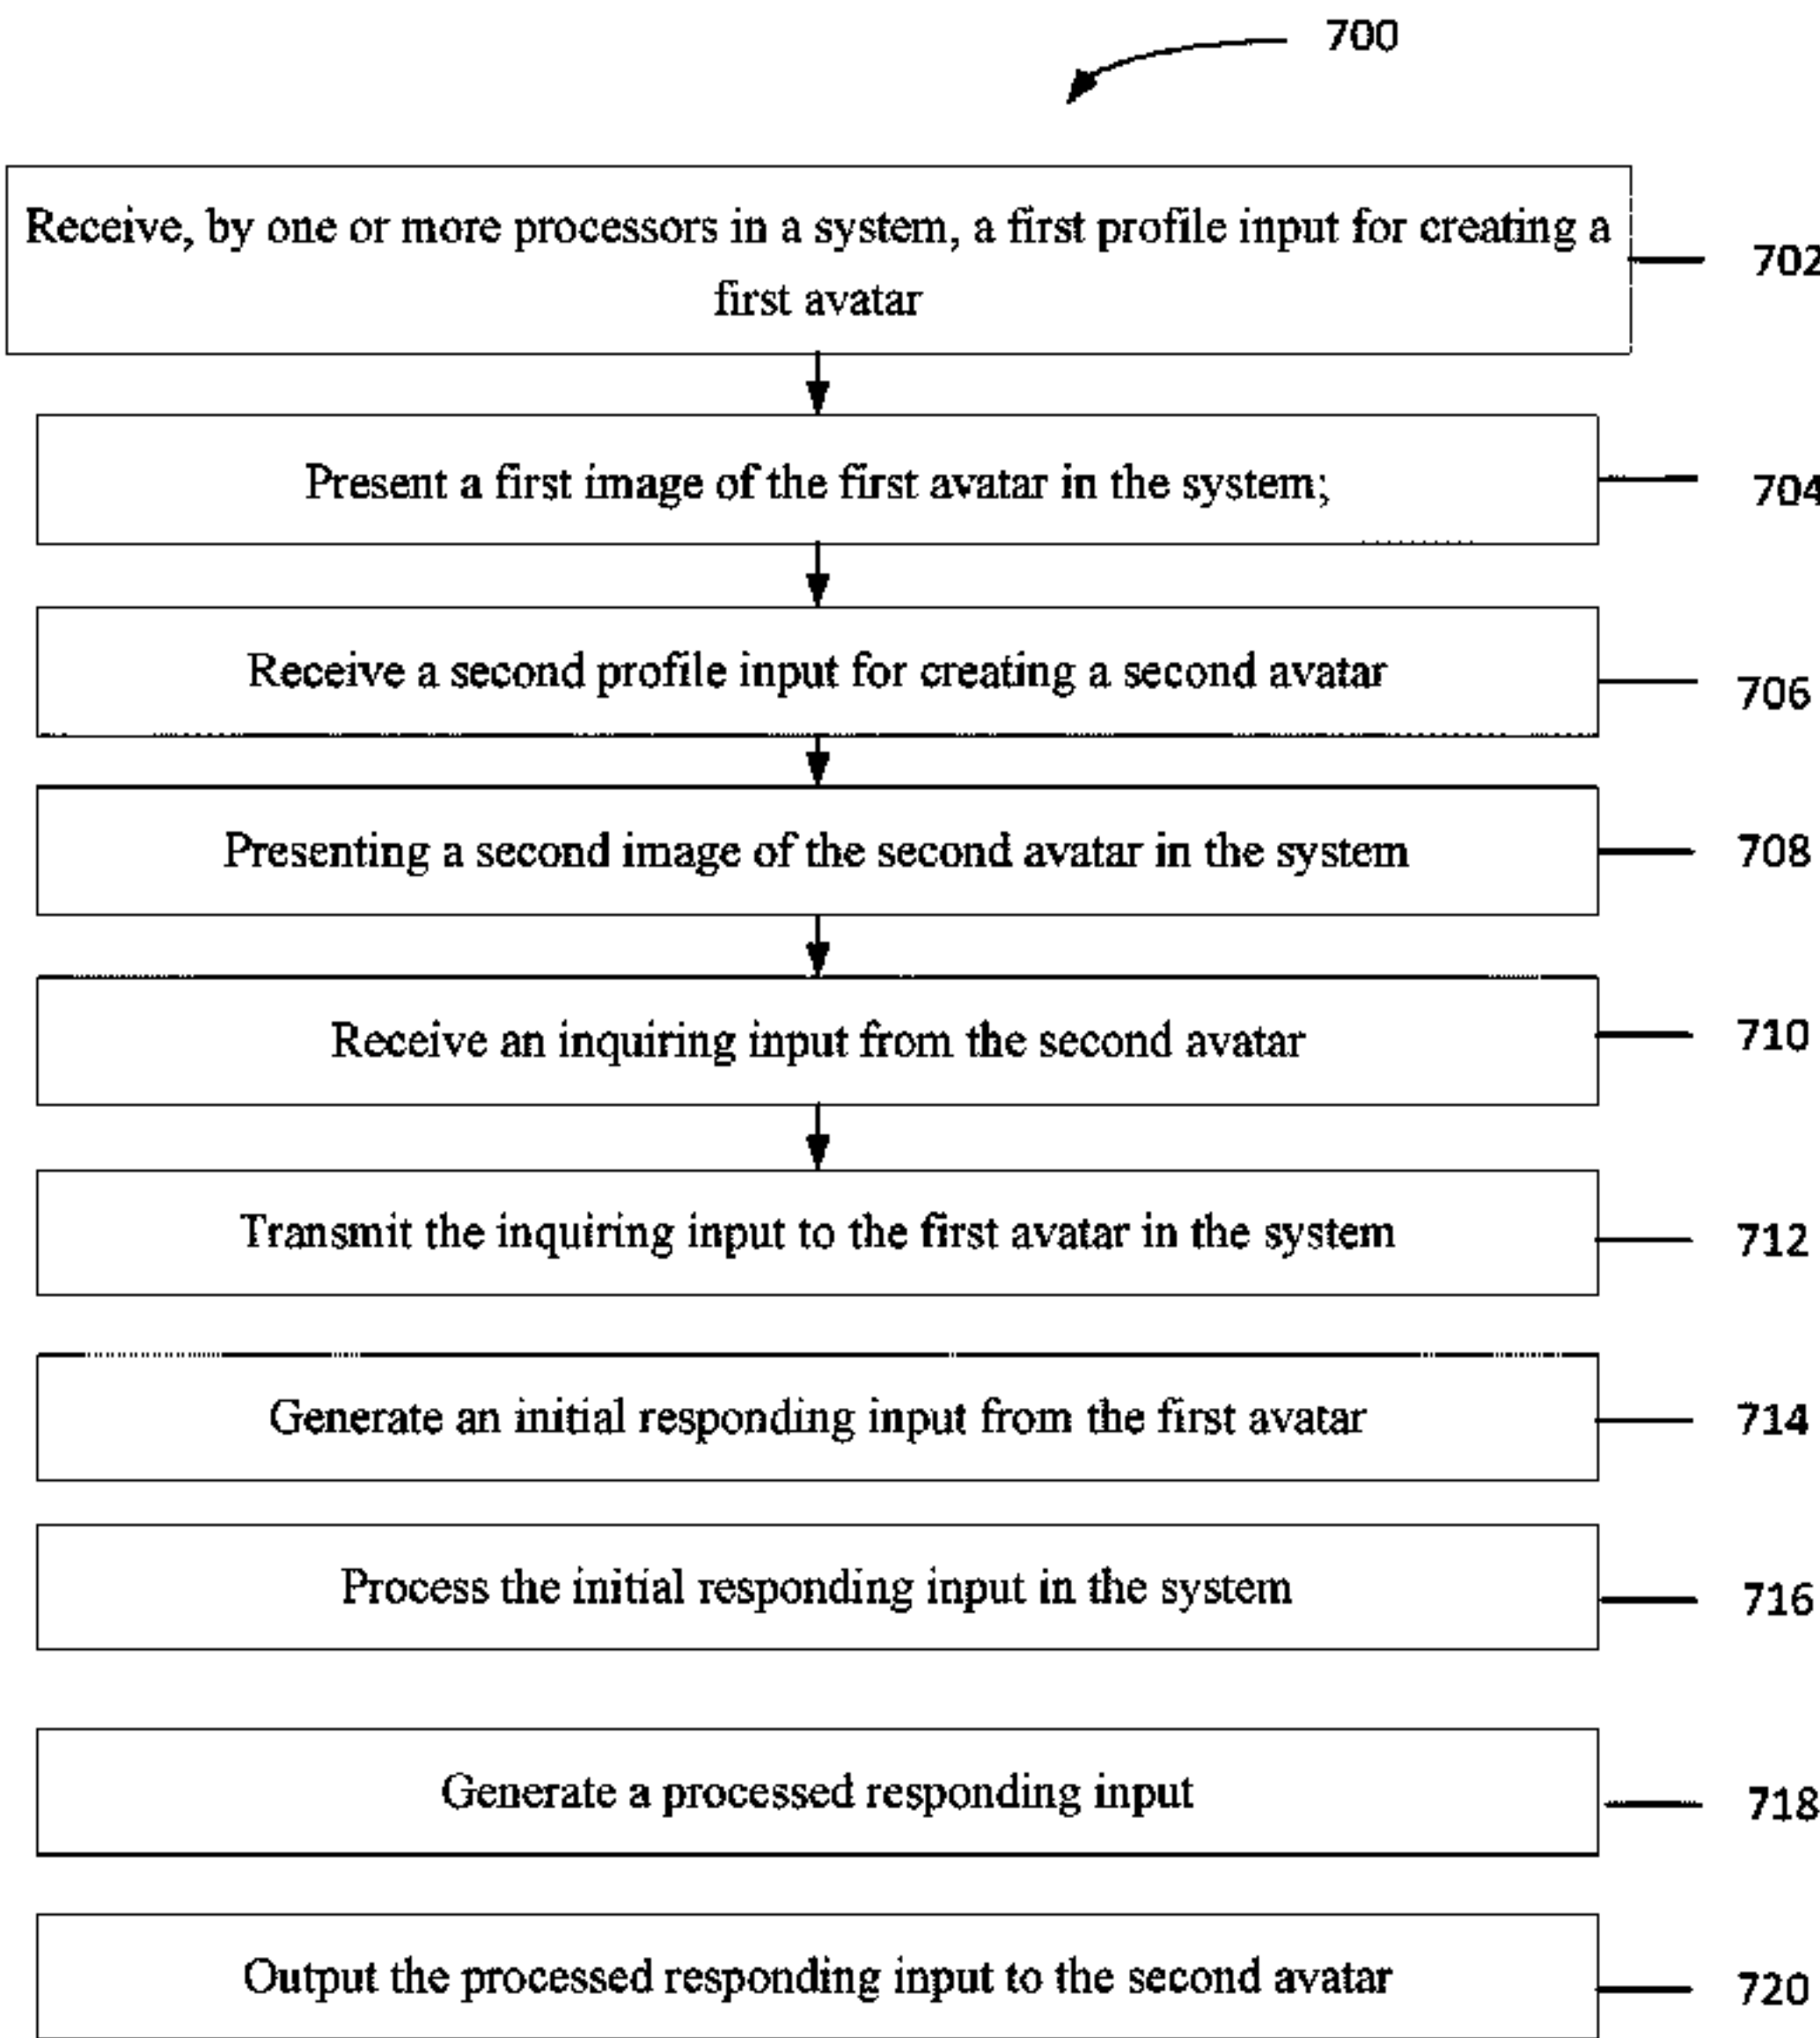 700
Receive, by one or more processors in a system, a first profile input for creating a
first avatar
702
Present a first image of the first avatar in the system;
704
Receive a second profile input for creating a second avatar
706
Presenting a second image of the second avatar in the system
708
Receive an inquiring input from the second avatar
710
Transmit the inquiring input to the first avatar in the system
712
Generate an initial responding input from the first avatar
714
Process the initial responding input in the system
716
Generate a processed responding input
718
Output the processed responding input to the second avatar
720